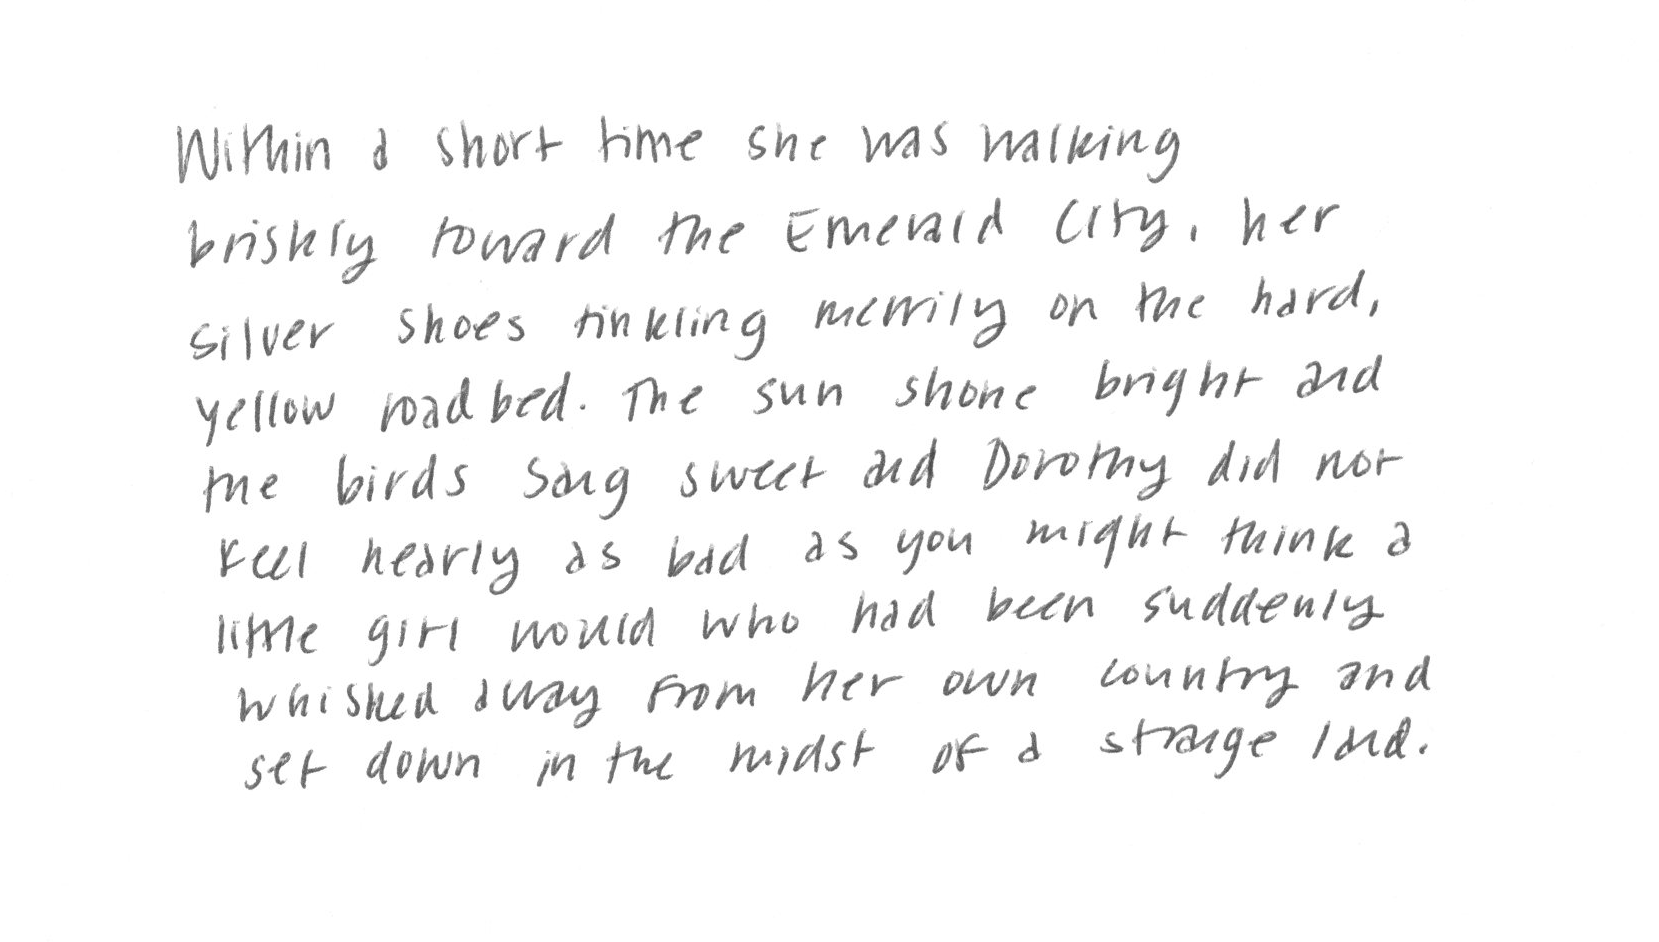 Within a short time she was walking
briskly toward the Emerald City, her
silver shoes tinkling merrily on the hard,
yellow roadbed. The sun shone bright and
the birds sang sweet and Dorothy did not
feel nearly as bad as you might think a
little girl would who had been suddenly
whisked away from her own country and
set down in the midst of a strange land.